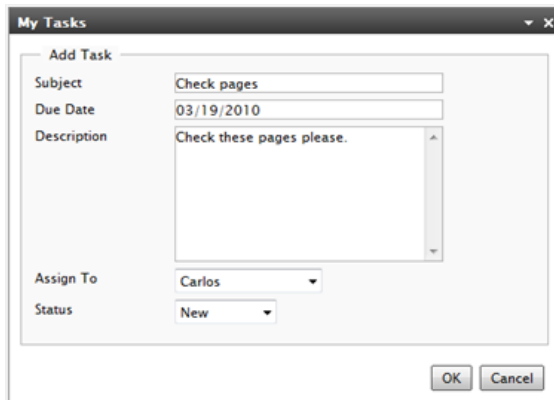 My Tasks
Add Task
Subject Check pages
Due Date 03/19/2010
Description Check these pages please.
Assign To Carlos
Status New
OK Cancel